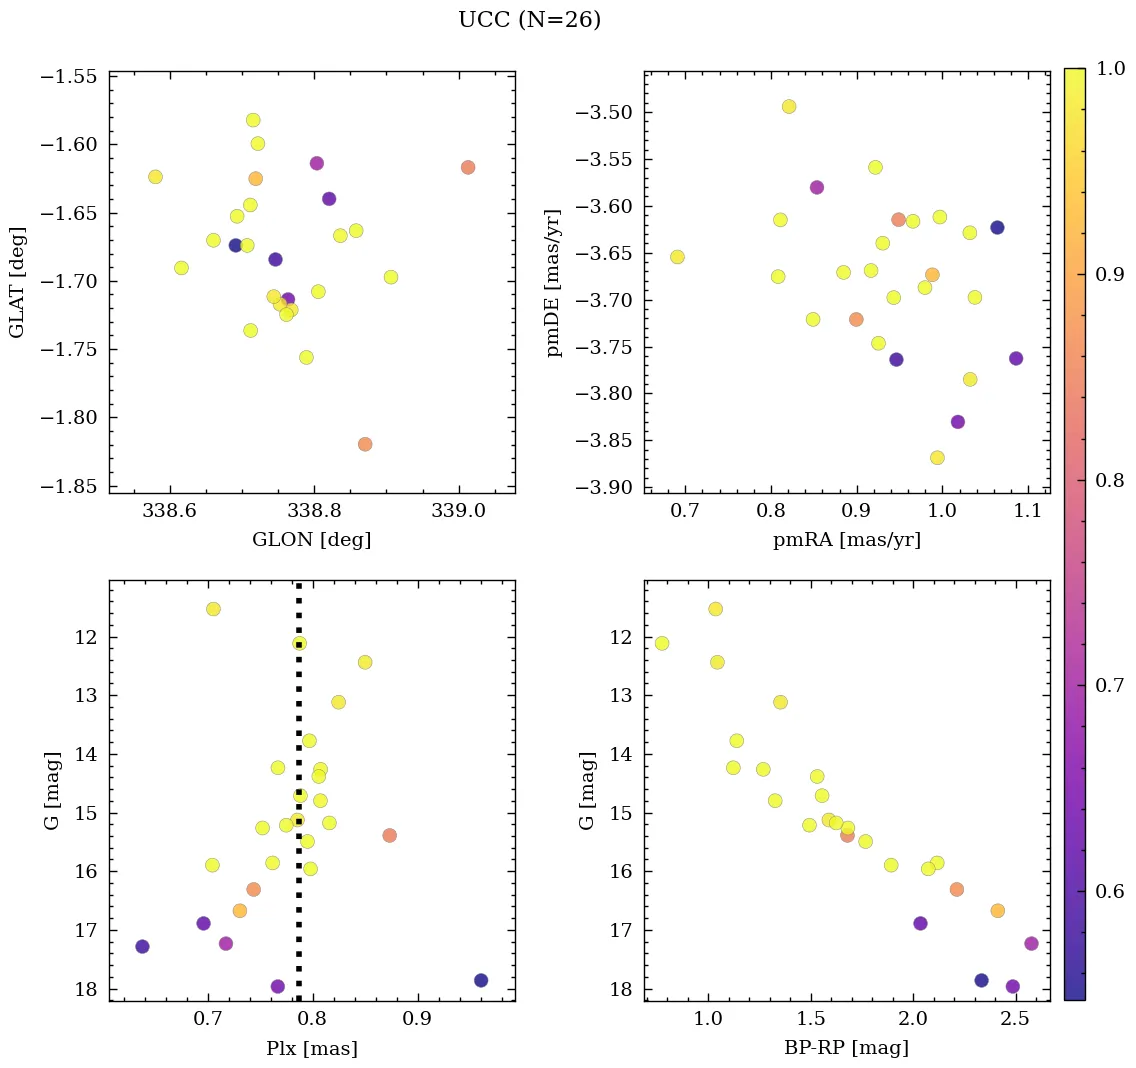 UCC (N=26)
−1.55
−1.60
−1.65
−1.70
−1.75
−1.80
−1.85
GLAT [deg]
338.6 338.8 339.0
GLON [deg]
−3.50
−3.55
−3.60
−3.65
−3.70
−3.75
−3.80
−3.85
−3.90
pmDE [mas/yr]
0.7 0.8 0.9 1.0 1.1
pmRA [mas/yr]
12
13
14
15
16
17
18
G [mag]
0.7 0.8 0.9
Plx [mas]
12
13
14
15
16
17
18
G [mag]
1.0 1.5 2.0 2.5
BP-RP [mag]
1.0
0.9
0.8
0.7
0.6